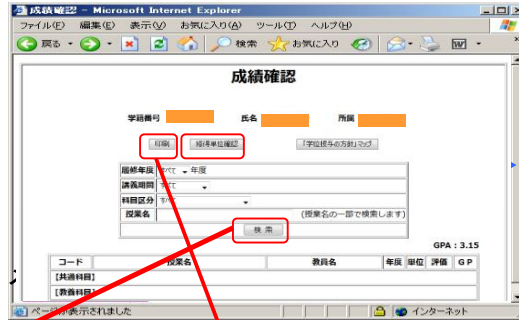 成績確認 - Microsoft Internet Explorer
ファイル(F) 編集(E) 表示(V) お気に入り(A) ツール(T) ヘルプ(H)
戻る 検索 お気に入り
成績確認
学籍番号 氏名 所属
印刷 修得単位確認 「学位授与の方針」マップ
履修年度 すべて 年度
講義期間 すべて
科目区分 すべて
授業名 (授業名の一部で検索します)
検 索
GPA : 3.15
コード 授業名 教員名 年度 単位 評価 GP
【共通科目】
【教養科目】
ページが表示されました インターネット